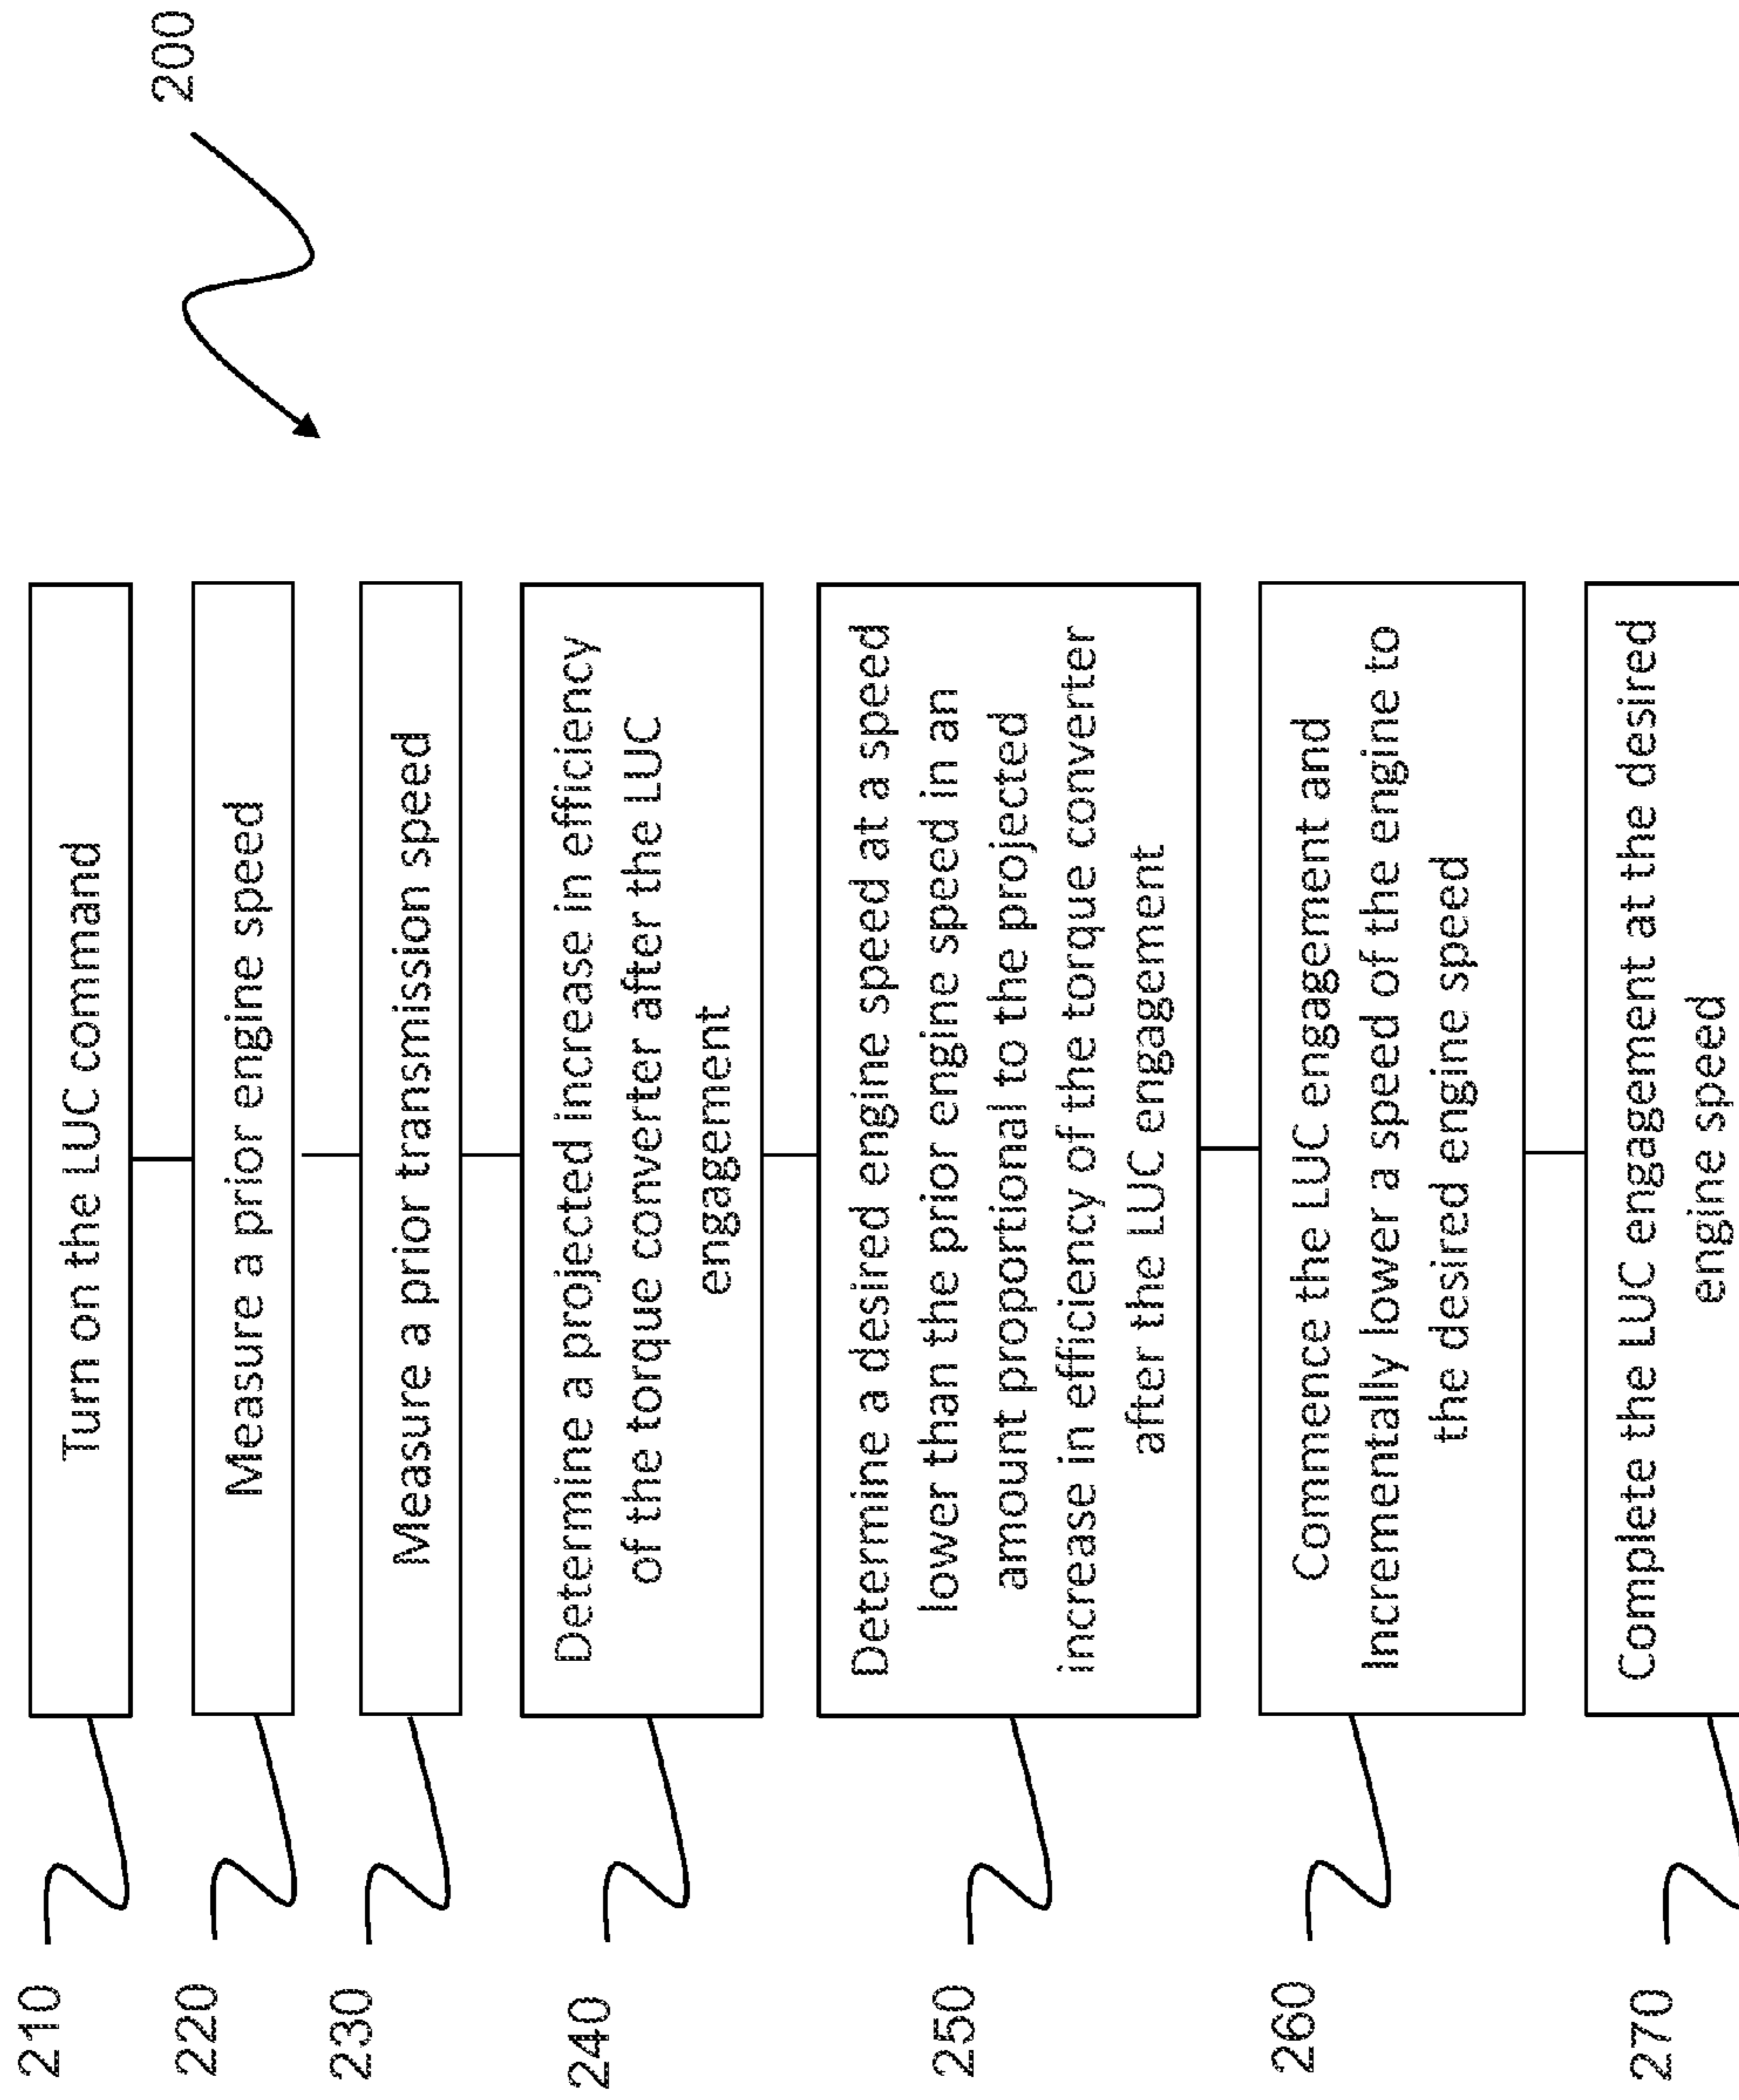 200
210
Turn on the LUC command
220
Measure a prior engine speed
230
Measure a prior transmission speed
240
Determine a projected increase in efficiency
of the torque converter after the LUC
engagement
250
Determine a desired engine speed at a speed
lower than the prior engine speed in an
amount proportional to the projected
increase in efficiency of the torque converter
after the LUC engagement
260
Commence the LUC engagement and
Incrementally lower a speed of the engine to
the desired engine speed
270
Complete the LUC engagement at the desired
engine speed